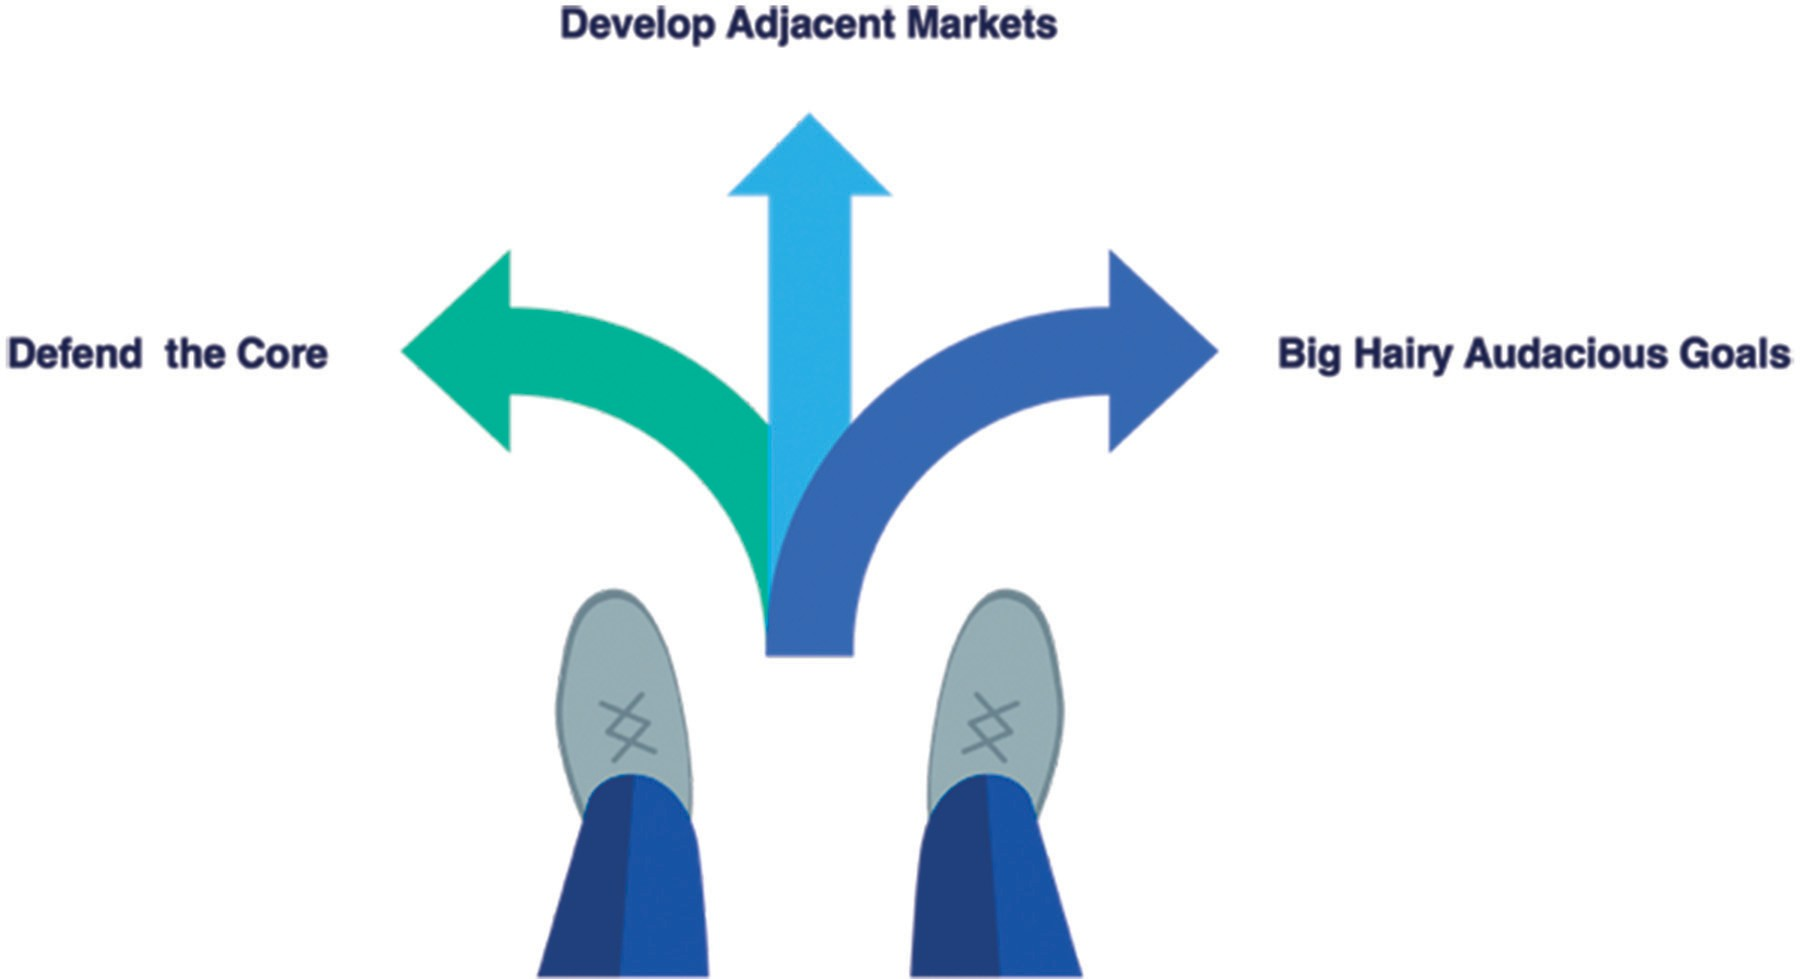 Develop Adjacent Markets
Defend the Core
Big Hairy Audacious Goals